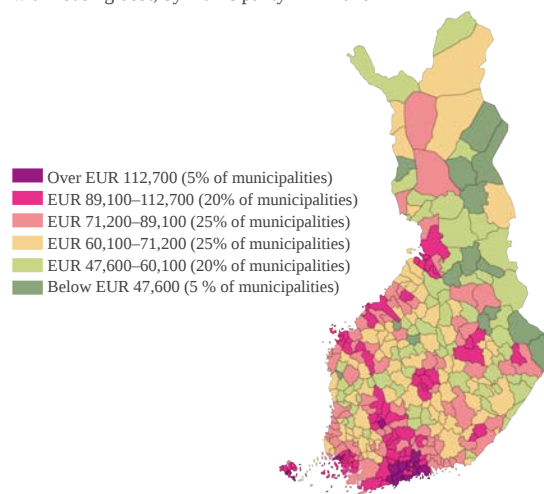 Over EUR 112,700 (5% of municipalities)
EUR 89,100–112,700 (20% of municipalities)
EUR 71,200–89,100 (25% of municipalities)
EUR 60,100–71,200 (25% of municipalities)
EUR 47,600–60,100 (20% of municipalities)
Below EUR 47,600 (5 % of municipalities)